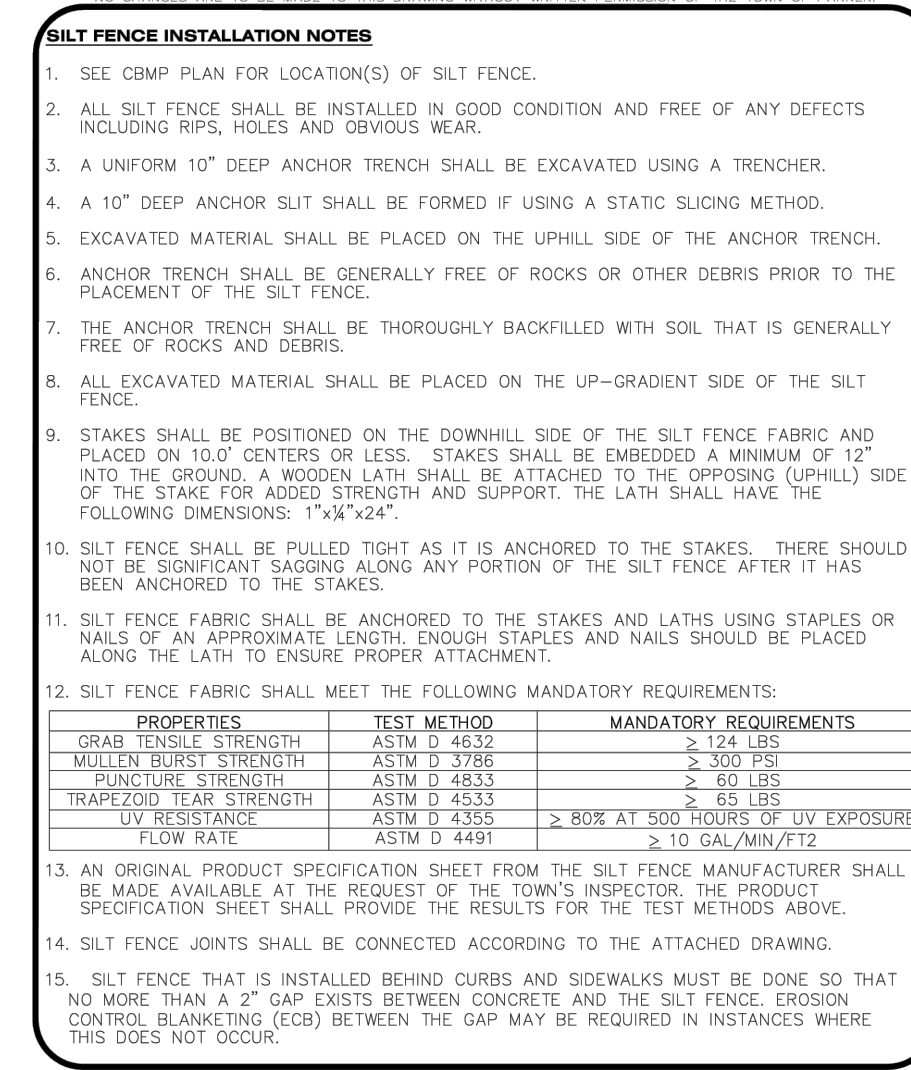 NO CHANGES ARE TO BE MADE TO THIS DRAWING WITHOUT WRITTEN PERMISSION OF THE TOWN OF PARKER.
SILT FENCE INSTALLATION NOTES
1. SEE CBMP PLAN FOR LOCATION(S) OF SILT FENCE.
2. ALL SILT FENCE SHALL BE INSTALLED IN GOOD CONDITION AND FREE OF ANY DEFECTS
INCLUDING RIPS, HOLES AND OBVIOUS WEAR.
3. A UNIFORM 10" DEEP ANCHOR TRENCH SHALL BE EXCAVATED USING A TRENCHER.
4. A 10" DEEP ANCHOR SLIT SHALL BE FORMED IF USING A STATIC SLICING METHOD.
5. EXCAVATED MATERIAL SHALL BE PLACED ON THE UPHILL SIDE OF THE ANCHOR TRENCH.
6. ANCHOR TRENCH SHALL BE GENERALLY FREE OF ROCKS OR OTHER DEBRIS PRIOR TO THE
PLACEMENT OF THE SILT FENCE.
7. THE ANCHOR TRENCH SHALL BE THOROUGHLY BACKFILLED WITH SOIL THAT IS GENERALLY
FREE OF ROCKS AND DEBRIS.
8. ALL EXCAVATED MATERIAL SHALL BE PLACED ON THE UP-GRADIENT SIDE OF THE SILT
FENCE.
9. STAKES SHALL BE POSITIONED ON THE DOWNHILL SIDE OF THE SILT FENCE FABRIC AND
PLACED ON 10.0' CENTERS OR LESS. STAKES SHALL BE EMBEDDED A MINIMUM OF 12"
INTO THE GROUND. A WOODEN LATH SHALL BE ATTACHED TO THE OPPOSING (UPHILL) SIDE
OF THE STAKE FOR ADDED STRENGTH AND SUPPORT. THE LATH SHALL HAVE THE
FOLLOWING DIMENSIONS: 1"x¼"x24".
10. SILT FENCE SHALL BE PULLED TIGHT AS IT IS ANCHORED TO THE STAKES. THERE SHOULD
NOT BE SIGNIFICANT SAGGING ALONG ANY PORTION OF THE SILT FENCE AFTER IT HAS
BEEN ANCHORED TO THE STAKES.
11. SILT FENCE FABRIC SHALL BE ANCHORED TO THE STAKES AND LATHS USING STAPLES OR
NAILS OF AN APPROXIMATE LENGTH. ENOUGH STAPLES AND NAILS SHOULD BE PLACED
ALONG THE LATH TO ENSURE PROPER ATTACHMENT.
12. SILT FENCE FABRIC SHALL MEET THE FOLLOWING MANDATORY REQUIREMENTS:
PROPERTIES TEST METHOD MANDATORY REQUIREMENTS
GRAB TENSILE STRENGTH ASTM D 4632 ≥ 124 LBS
MULLEN BURST STRENGTH ASTM D 3786 ≥ 300 PSI
PUNCTURE STRENGTH ASTM D 4833 ≥ 60 LBS
TRAPEZOID TEAR STRENGTH ASTM D 4533 ≥ 65 LBS
UV RESISTANCE ASTM D 4355 ≥ 80% AT 500 HOURS OF UV EXPOSURE
FLOW RATE ASTM D 4491 ≥ 10 GAL/MIN/FT2
13. AN ORIGINAL PRODUCT SPECIFICATION SHEET FROM THE SILT FENCE MANUFACTURER SHALL
BE MADE AVAILABLE AT THE REQUEST OF THE TOWN'S INSPECTOR. THE PRODUCT
SPECIFICATION SHEET SHALL PROVIDE THE RESULTS FOR THE TEST METHODS ABOVE.
14. SILT FENCE JOINTS SHALL BE CONNECTED ACCORDING TO THE ATTACHED DRAWING.
15. SILT FENCE THAT IS INSTALLED BEHIND CURBS AND SIDEWALKS MUST BE DONE SO THAT
NO MORE THAN A 2" GAP EXISTS BETWEEN CONCRETE AND THE SILT FENCE. EROSION
CONTROL BLANKETING (ECB) BETWEEN THE GAP MAY BE REQUIRED IN INSTANCES WHERE
THIS DOES NOT OCCUR.